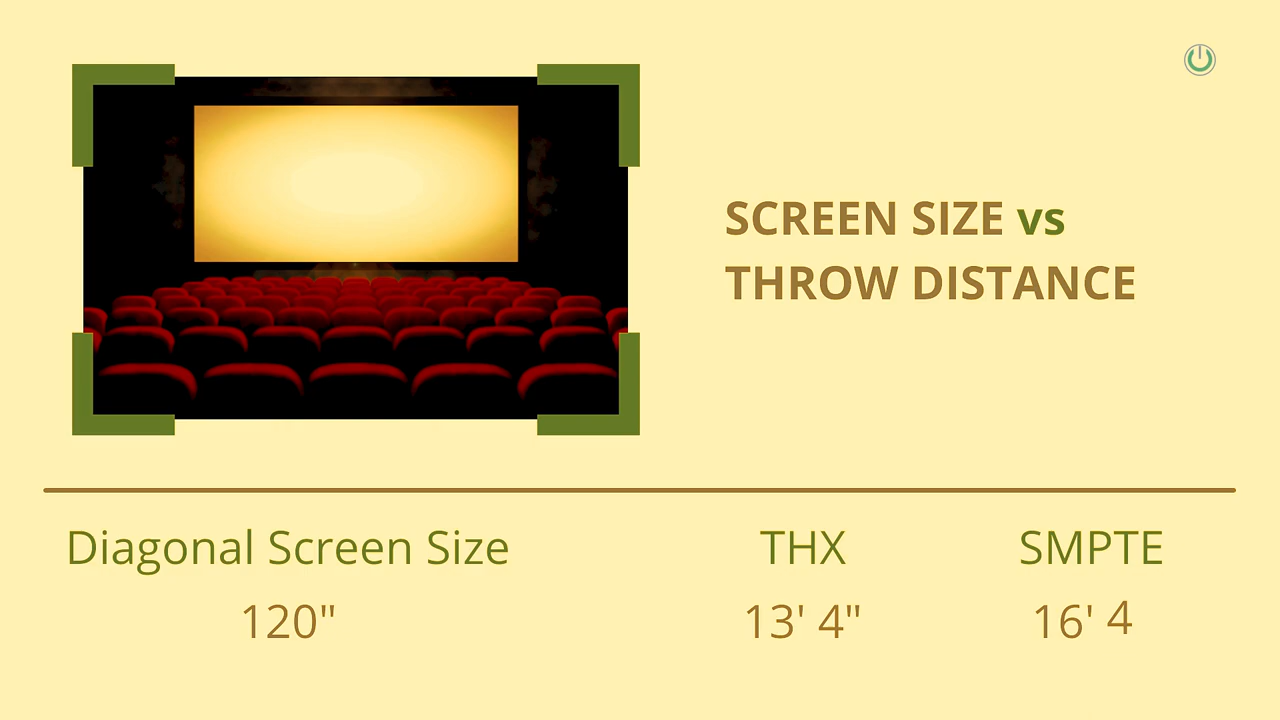 SCREEN SIZE vs
THROW DISTANCE
Diagonal Screen Size THX SMPTE
120" 13' 4" 16' 4